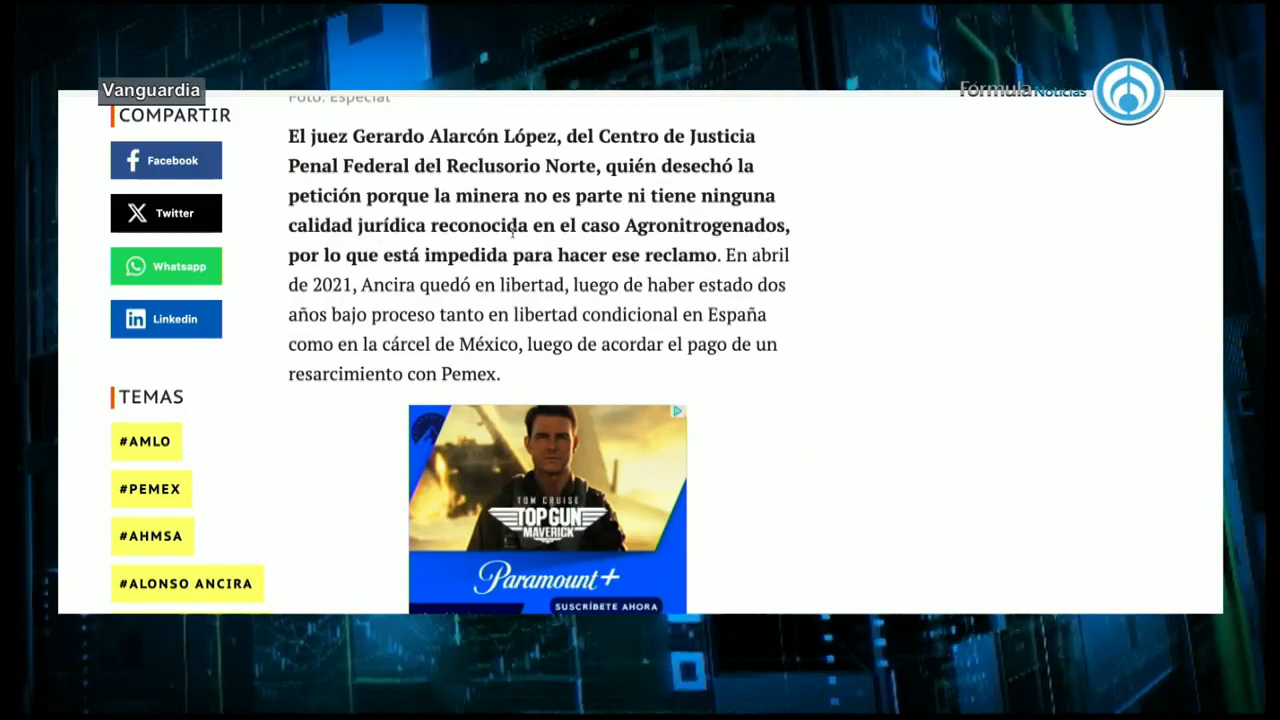 Vanguardia
Fórmula Noticias
Foto: Especial
COMPARTIR
Facebook
Twitter
Whatsapp
Linkedin
TEMAS
#AMLO
#PEMEX
#AHMSA
#ALONSO ANCIRA
El juez Gerardo Alarcón López, del Centro de Justicia
Penal Federal del Reclusorio Norte, quién desechó la
petición porque la minera no es parte ni tiene ninguna
calidad jurídica reconocida en el caso Agronitrogenados,
por lo que está impedida para hacer ese reclamo. En abril
de 2021, Ancira quedó en libertad, luego de haber estado dos
años bajo proceso tanto en libertad condicional en España
como en la cárcel de México, luego de acordar el pago de un
resarcimiento con Pemex.
TOM CRUISE
TOP GUN
MAVERICK
Paramount+
SUSCRÍBETE AHORA